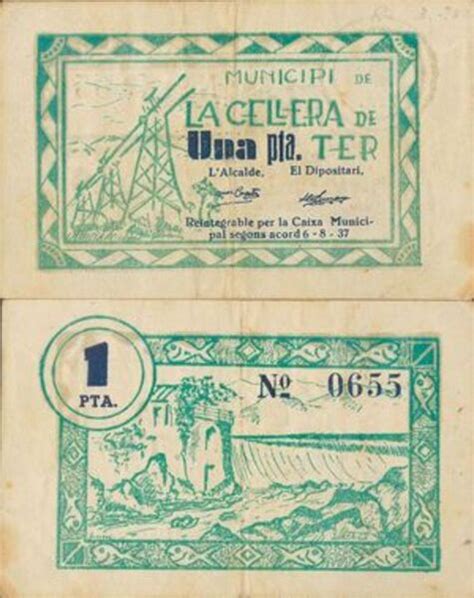 MUNICIPI DE
LA CELLERA DE
Una pta. TER
L'Alcalde, El Dipositari,
Reintegrable per la Caixa Munici-
pal segons acord 6-8-37
1
PTA.
Nº 0655